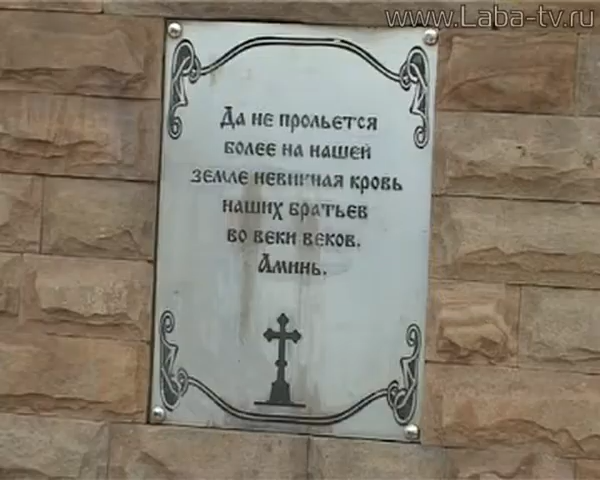 www.Laba-tv.ru
Да не прольется
более на нашей
земле невинная кровь
наших братьев
во веки веков.
Аминь.